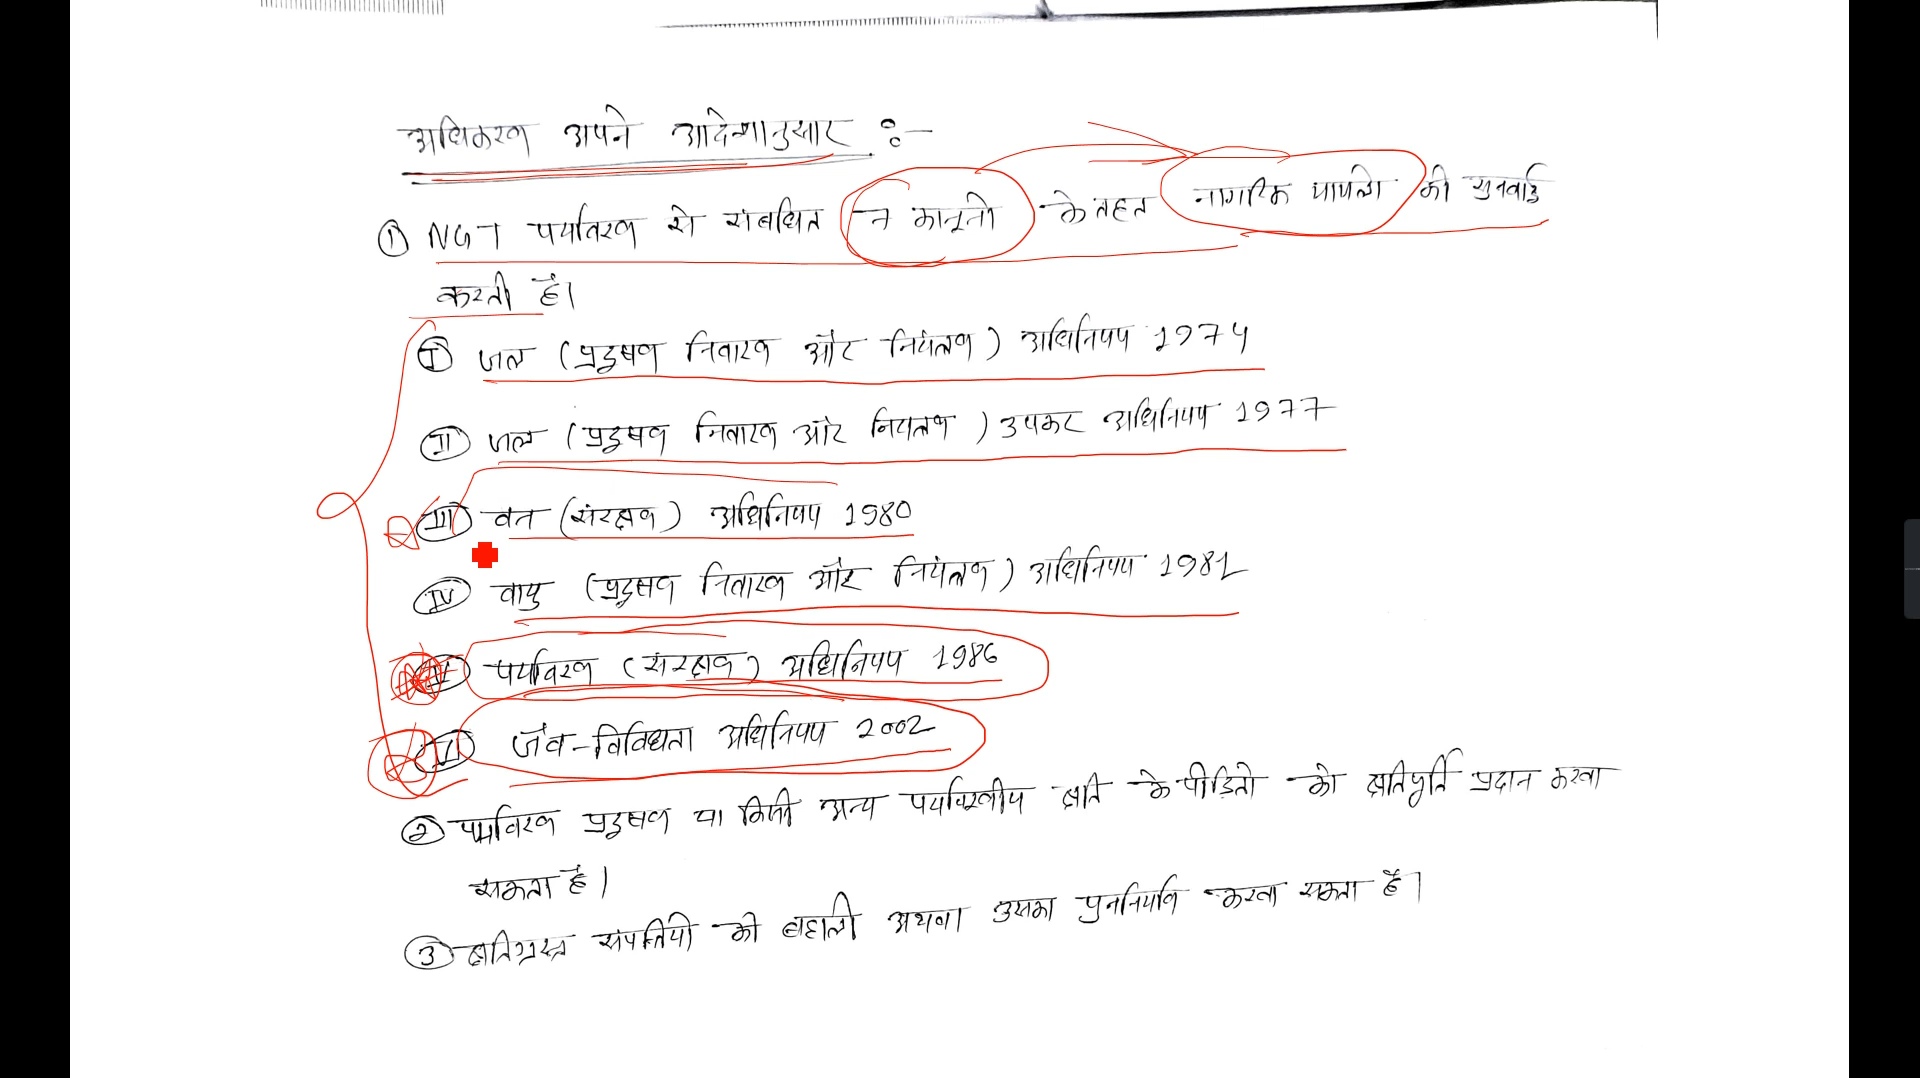 अधिकरण अपने आदेशानुसार :-
① NGT पर्यावरण से संबंधित न कानूनो के तहत नागरिक मामलो की सुनवाई
करती है।
Ⓘ जल (प्रदुषण निवारण और नियंत्रण) अधिनियम 1974
Ⅱ जल (प्रदुषण निवारण और नियंत्रण) उपकर अधिनियम 1977
Ⅲ वन (संरक्षण) अधिनियम 1980
Ⅳ वायु (प्रदूसण निवारण और नियंत्रण) अधिनियम 1981
Ⅴ पर्यावरण (संरक्षण) अधिनियम 1986
Ⅵ जैव-विविधता अधिनियम 2002
② पर्यावरण प्रदुषण या किसी अन्य पर्यावरणीय क्षति के पीड़ितो को क्षतिपूर्ति प्रदान करवा
सकता है।
③ क्षतिग्रस्त संपत्तियो की बहाली अथवा उसका पुनर्निर्माण करवा सकता है।